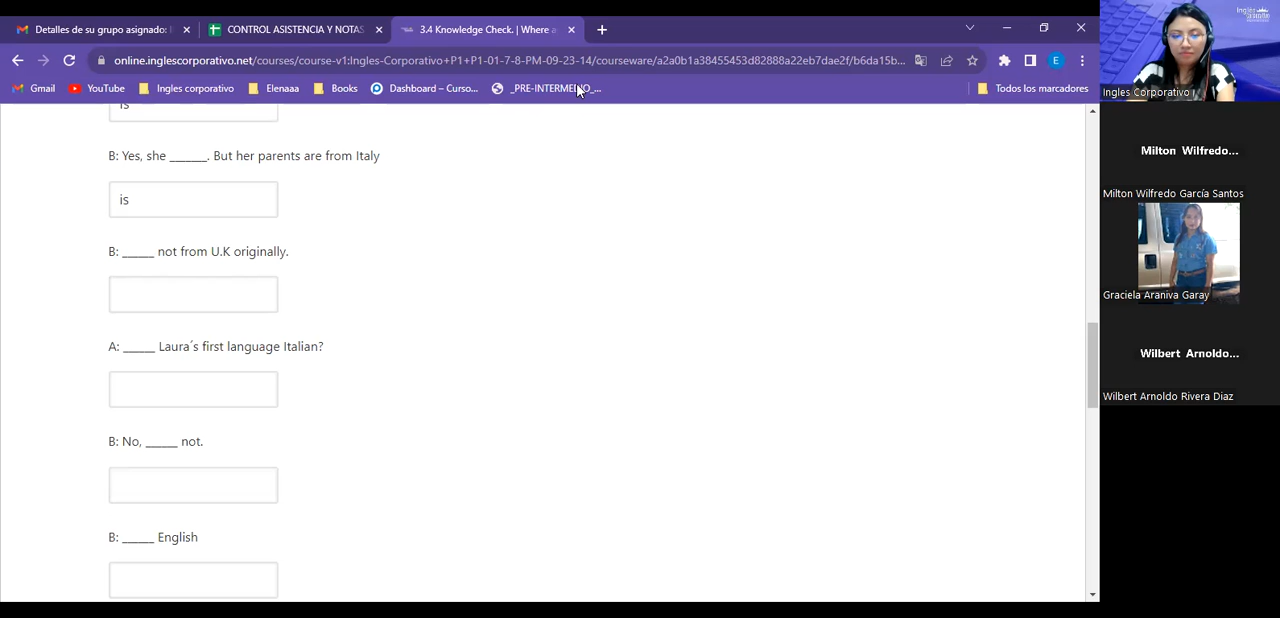 Detalles de su grupo asignado: I
CONTROL ASISTENCIA Y NOTAS
3.4 Knowledge Check. | Where a
online.inglescorporativo.net/courses/course-v1:Ingles-Corporativo+P1+P1-01-7-8-PM-09-23-14/courseware/a2a0b1a38455453d82888a22eb7dae2f/b6da15b...
E
Gmail
YouTube
Ingles corporativo
Elenaaa
Books
Dashboard – Curso...
_PRE-INTERMEDIO_...
Todos los marcadores
is
B: Yes, she ______. But her parents are from Italy
is
B: _____ not from U.K originally.
A: _____ Laura´s first language Italian?
B: No, _____ not.
B: _____ English
Ingles Corporativo
Milton Wilfredo...
Milton Wilfredo García Santos
Graciela Araniva Garay
Wilbert Arnoldo...
Wilbert Arnoldo Rivera Diaz